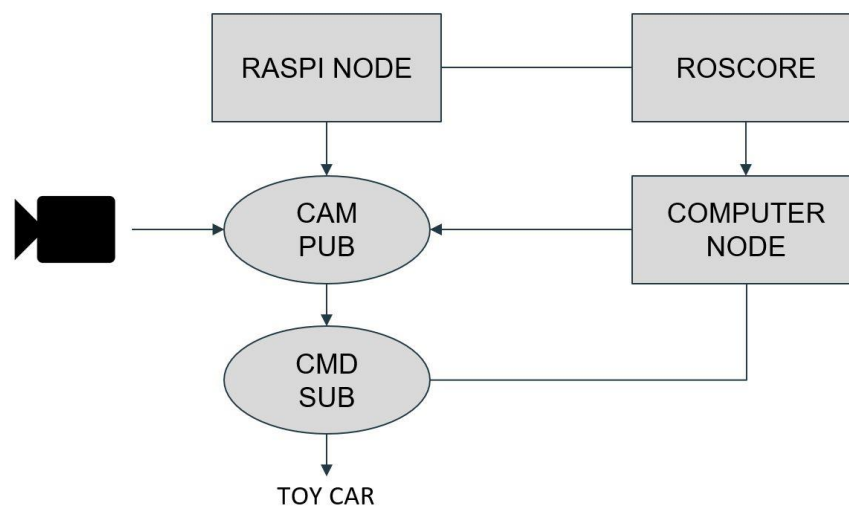 RASPI NODE
ROSCORE
CAM
PUB
COMPUTER
NODE
CMD
SUB
TOY CAR